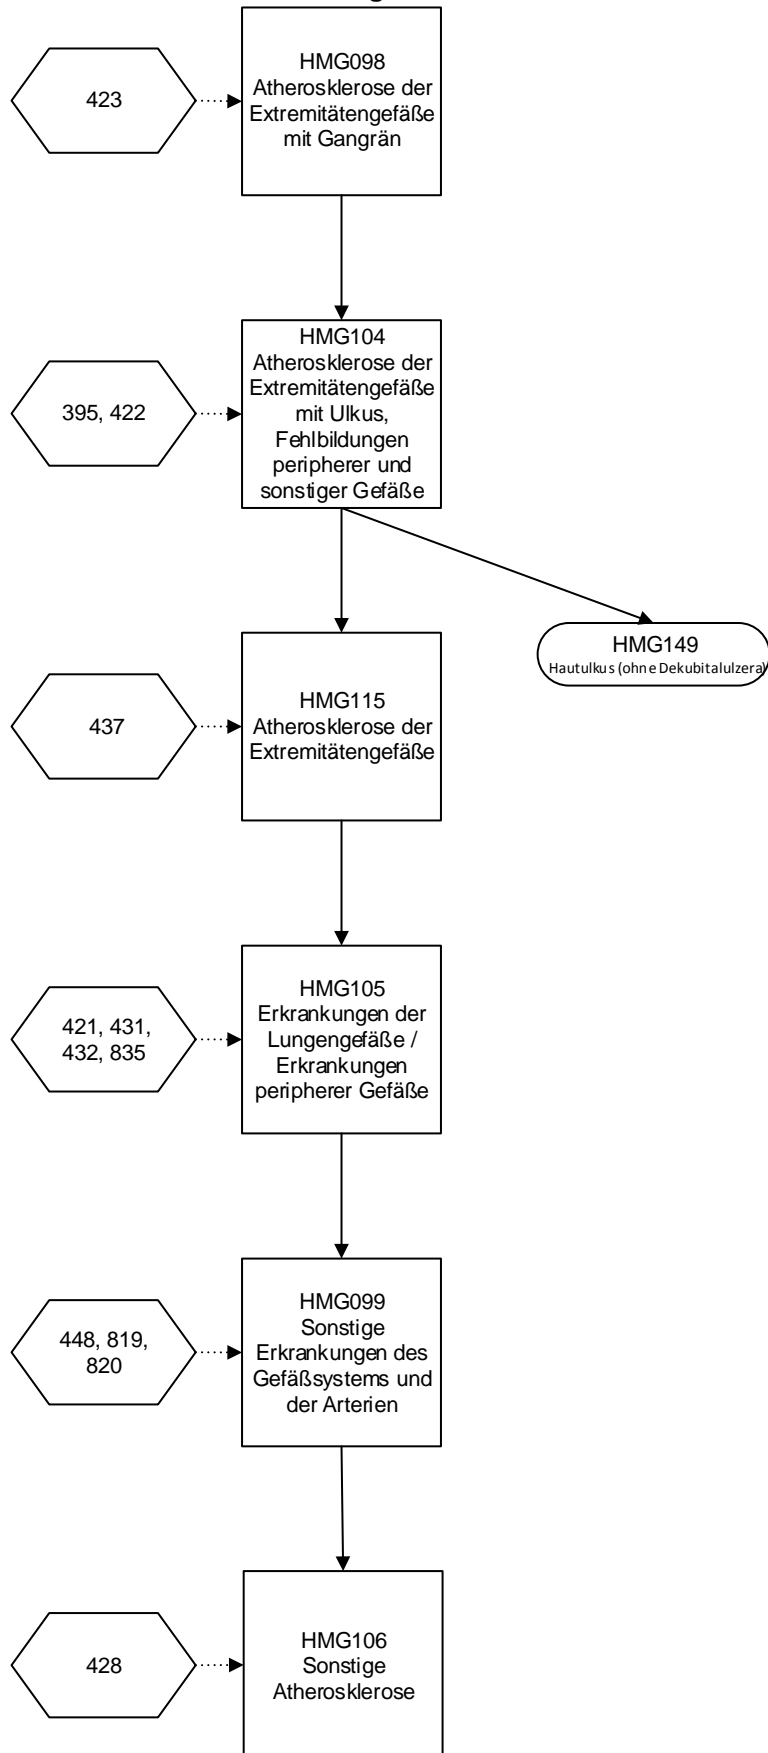 423
HMG098
Atherosklerose der
Extremitätengefäße
mit Gangrän
395, 422
HMG104
Atherosklerose der
Extremitätengefäße
mit Ulkus,
Fehlbildungen
peripherer und
sonstiger Gefäße
HMG149
Hautulkus (ohne Dekubitalulzera)
437
HMG115
Atherosklerose der
Extremitätengefäße
421, 431,
432, 835
HMG105
Erkrankungen der
Lungengefäße /
Erkrankungen
peripherer Gefäße
448, 819,
820
HMG099
Sonstige
Erkrankungen des
Gefäßsystems und
der Arterien
428
HMG106
Sonstige
Atherosklerose